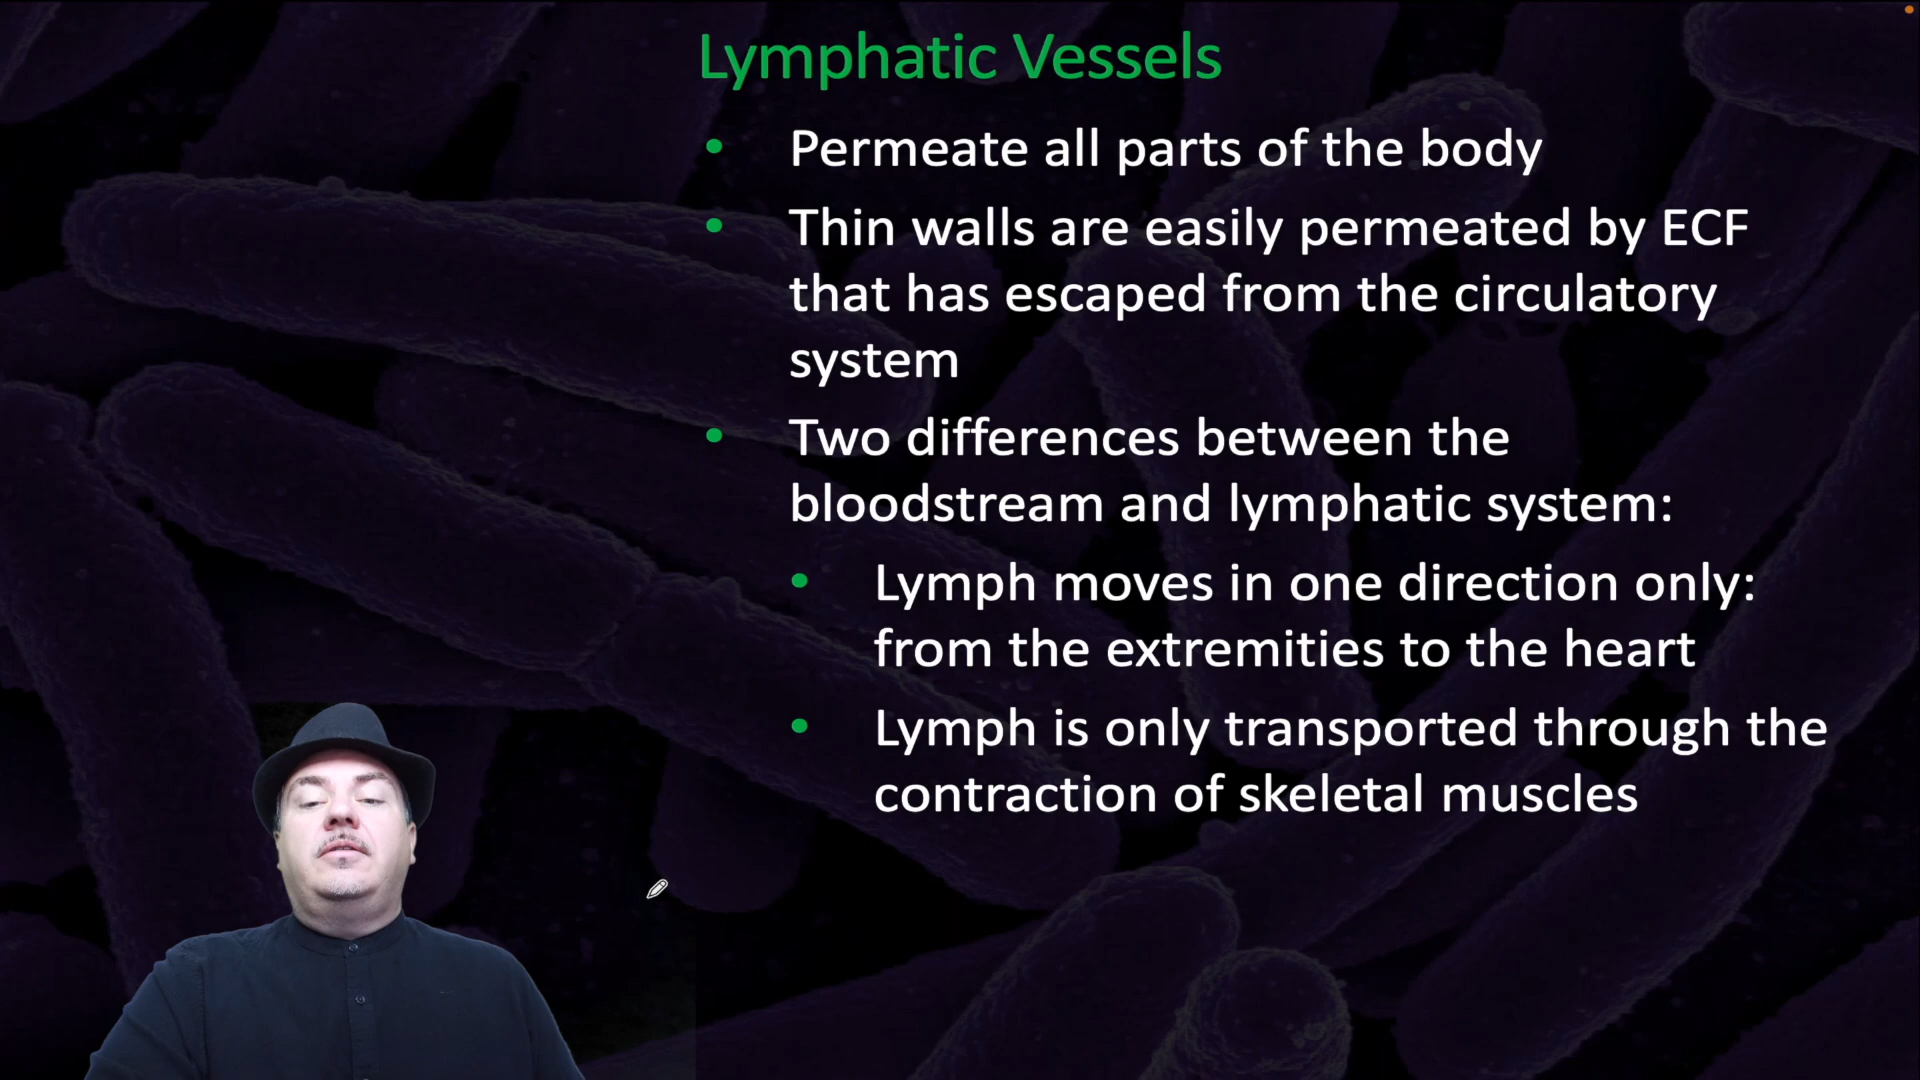 Lymphatic Vessels
• Permeate all parts of the body
• Thin walls are easily permeated by ECF
that has escaped from the circulatory
system
• Two differences between the
bloodstream and lymphatic system:
• Lymph moves in one direction only:
from the extremities to the heart
• Lymph is only transported through the
contraction of skeletal muscles